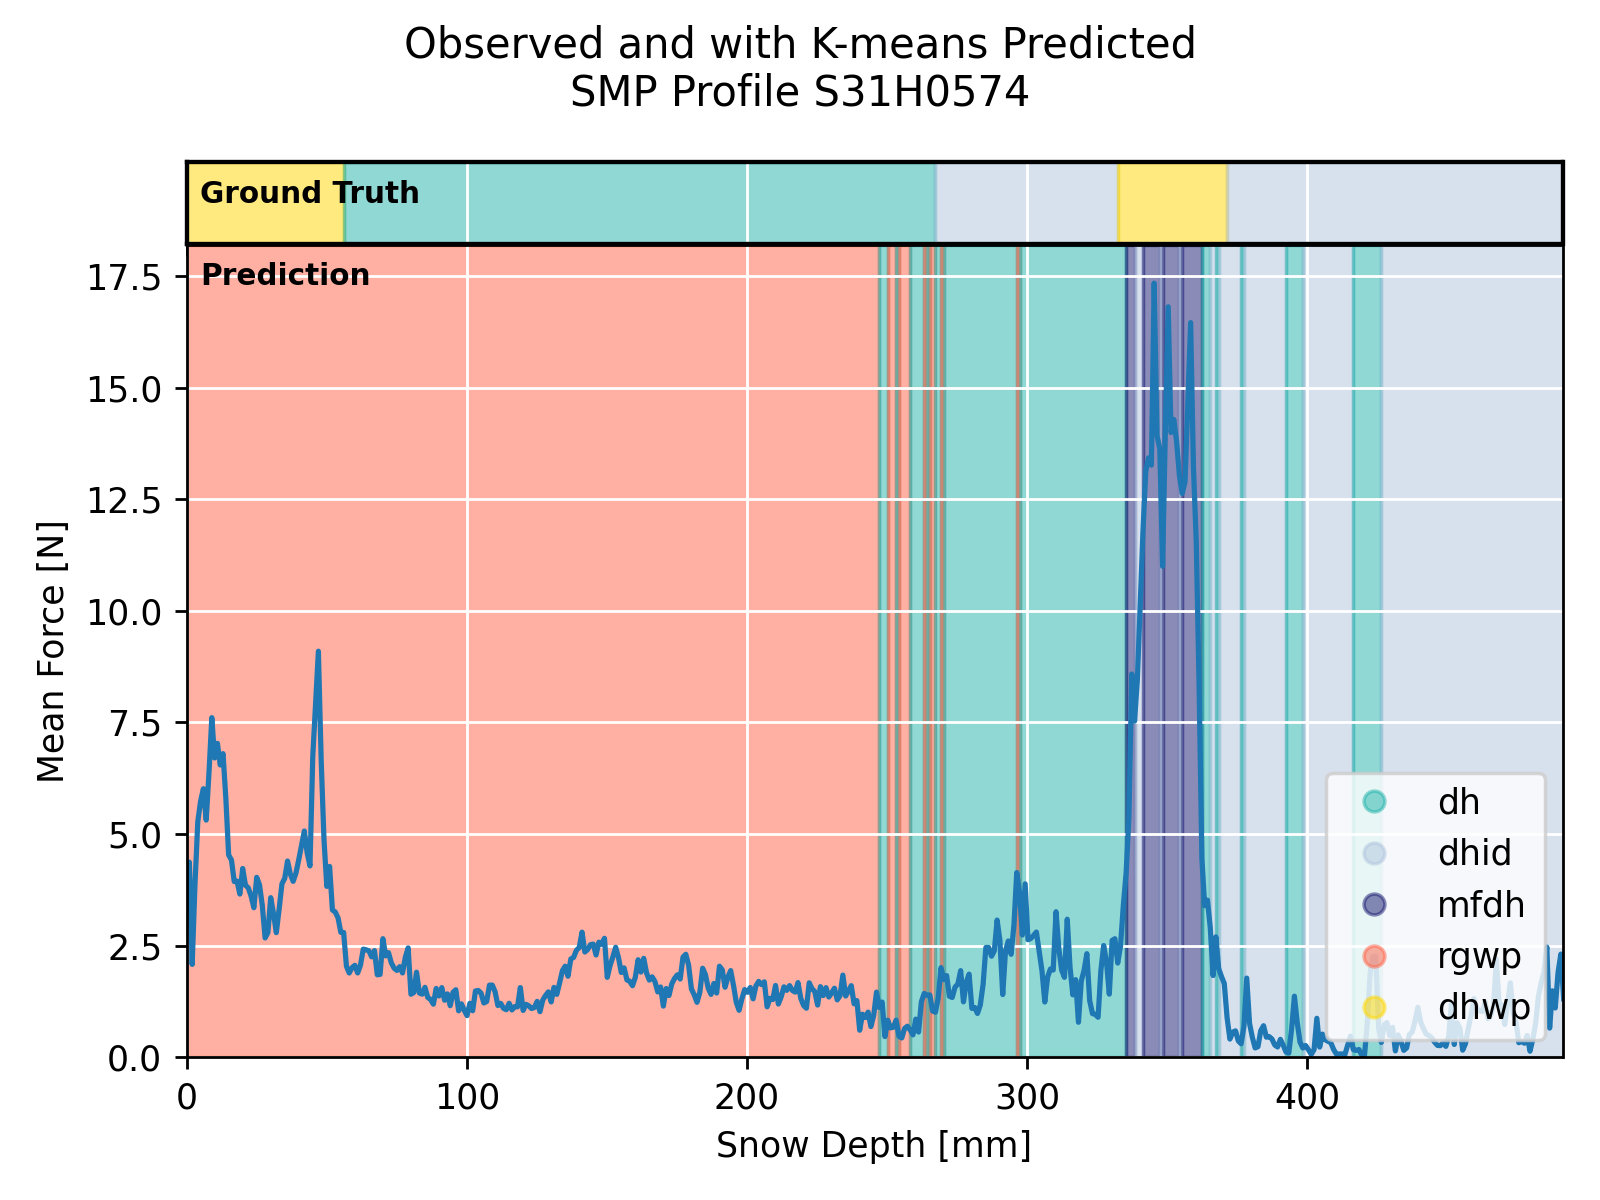 Observed and with K-means Predicted
SMP Profile S31H0574
Ground Truth
Prediction
17.5
15.0
12.5
10.0
7.5
5.0
2.5
0.0
Mean Force [N]
dh
dhid
mfdh
rgwp
dhwp
0 100 200 300 400
Snow Depth [mm]